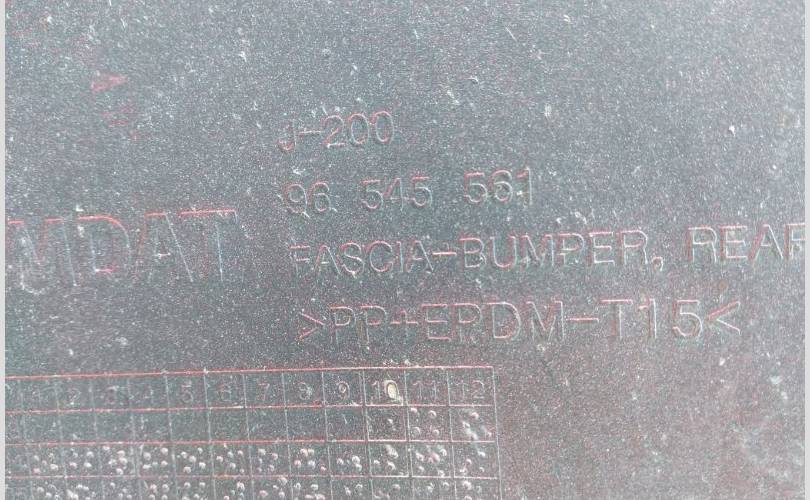 J-200
96 545 561
MDAT
FASCIA-BUMPER, REAR
>PP+EPDM-T15<
1 2 3 4 5 6 7 8 9 10 11 12